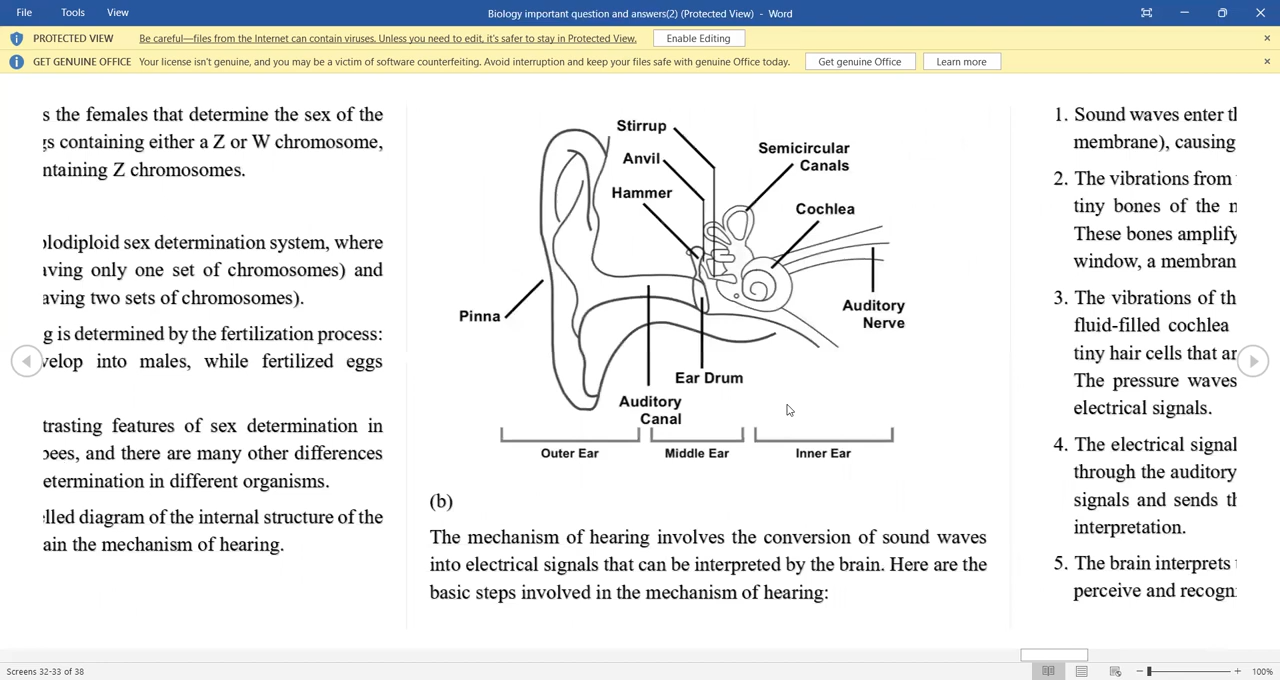 File Tools View Biology important question and answers(2) (Protected View) - Word
PROTECTED VIEW Be careful—files from the Internet can contain viruses. Unless you need to edit, it's safer to stay in Protected View. Enable Editing
GET GENUINE OFFICE Your license isn't genuine, and you may be a victim of software counterfeiting. Avoid interruption and keep your files safe with genuine Office today. Get genuine Office Learn more
s the females that determine the sex of the
gs containing either a Z or W chromosome,
ntaining Z chromosomes.
lodiploid sex determination system, where
aving only one set of chromosomes) and
aving two sets of chromosomes).
g is determined by the fertilization process:
velop into males, while fertilized eggs
trasting features of sex determination in
bees, and there are many other differences
etermination in different organisms.
elled diagram of the internal structure of the
ain the mechanism of hearing.
Stirrup
Anvil
Hammer
Semicircular
Canals
Cochlea
Pinna
Auditory
Nerve
Ear Drum
Auditory
Canal
Outer Ear
Middle Ear
Inner Ear
(b)
The mechanism of hearing involves the conversion of sound waves
into electrical signals that can be interpreted by the brain. Here are the
basic steps involved in the mechanism of hearing:
1. Sound waves enter th
membrane), causing
2. The vibrations from
tiny bones of the m
These bones amplify
window, a membran
3. The vibrations of th
fluid-filled cochlea
tiny hair cells that ar
The pressure waves
electrical signals.
4. The electrical signal
through the auditory
signals and sends th
interpretation.
5. The brain interprets
perceive and recogn
Screens 32-33 of 38
100%